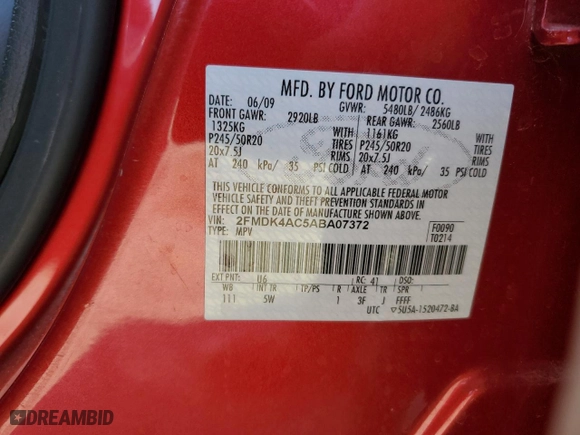 MFD. BY FORD MOTOR CO.
DATE: 06/09 GVWR: 5480LB/ 2486KG
FRONT GAWR: 2920LB REAR GAWR: 2560LB
1325KG WITH 1161KG WITH
P245/50R20 TIRES P245/50R20 TIRES
20x7.5J RIMS 20x7.5J RIMS
AT 240 kPa/ 35 PSI COLD AT 240 kPa/ 35 PSI COLD
THIS VEHICLE CONFORMS TO ALL APPLICABLE FEDERAL MOTOR
VEHICLE SAFETY AND THEFT PREVENTION STANDARDS IN
EFFECT ON THE DATE OF MANUFACTURE SHOWN ABOVE.
VIN: 2FMDK4AC5ABA07372 F0090
TYPE: MPV T0214
EXT PNT: U6 RC: 41 DSO:
WB INT TR TP/PS R AXLE TR SPR
111 5W 1 3F J FFFF
UTC 5U5A-1520472-BA
DREAMBID